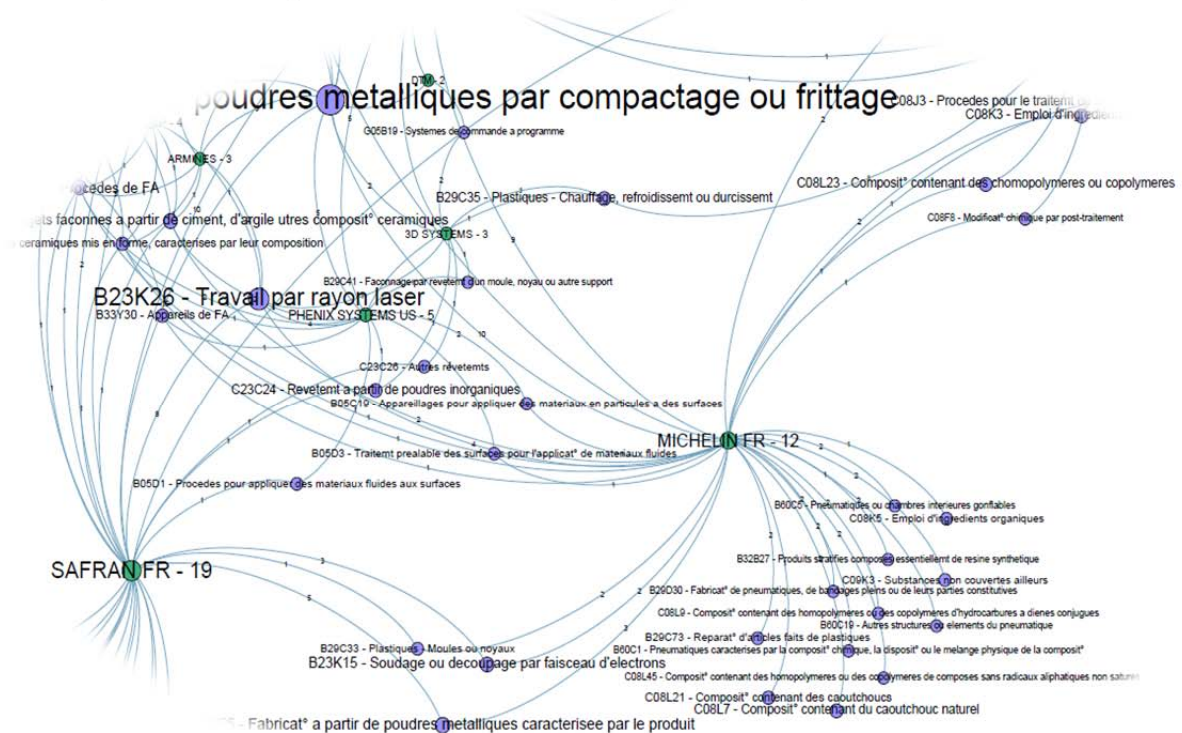 DTM - 2
poudres metalliques par compactage ou frittage
C08J3 - Procedes pour le traitemt
C08K3 - Emploi d'ingredien
G05B19 - Systemes de commande a programme
ARMINES - 3
ocedes de FA
C08L23 - Composit° contenant des chomopolymeres ou copolymeres
B29C35 - Plastiques - Chauffage, refroidissemt ou durcissemt
C08F8 - Modificat° chimique par post-traitement
ets faconnes a partir de ciment, d'argile utres composit° ceramiques
3D SYSTEMS - 3
ceramiques mis en forme, caracterises par leur composition
B29C41 - Faconnage par revetemt d'un moule, noyau ou autre support
B23K26 - Travail par rayon laser
B33Y30 - Appareils de FA
PHENIX SYSTEMS US - 5
C23C26 - Autres revetemts
C23C24 - Revetemt a partir de poudres inorganiques
B05C19 - Appareillages pour appliquer des materiaux en particules a des surfaces
MICHELIN FR - 12
B05D3 - Traitemt prealable des surfaces pour l'applicat° de materiaux fluides
B05D1 - Procedes pour appliquer des materiaux fluides aux surfaces
B60C5 - Pneumatiques ou chambres interieures gonflables
C08K5 - Emploi d'ingredients organiques
B32B27 - Produits stratifies composes essentiellemt de resine synthetique
SAFRAN FR - 19
C09K3 - Substances non couvertes ailleurs
B29D30 - Fabricat° de pneumatiques, de bandages pleins ou de leurs parties constitutives
C08L9 - Composit° contenant des homopolymeres ou des copolymeres d'hydrocarbures a dienes conjugues
B60C19 - Autres structures ou elements du pneumatique
B29C73 - Reparat° d'articles faits de plastiques
B29C33 - Plastiques - Moules ou noyaux
B60C1 - Pneumatiques caracterises par la composit° chimique, la disposit° ou le melange physique de la composit°
B23K15 - Soudage ou decoupage par faisceau d'electrons
C08L45 - Composit° contenant des homopolymeres ou des copolymeres de composes sans radicaux aliphatiques non satures
C08L21 - Composit° contenant des caoutchoucs
C08L7 - Composit° contenant du caoutchouc naturel
- Fabricat° a partir de poudres metalliques caracterisee par le produit